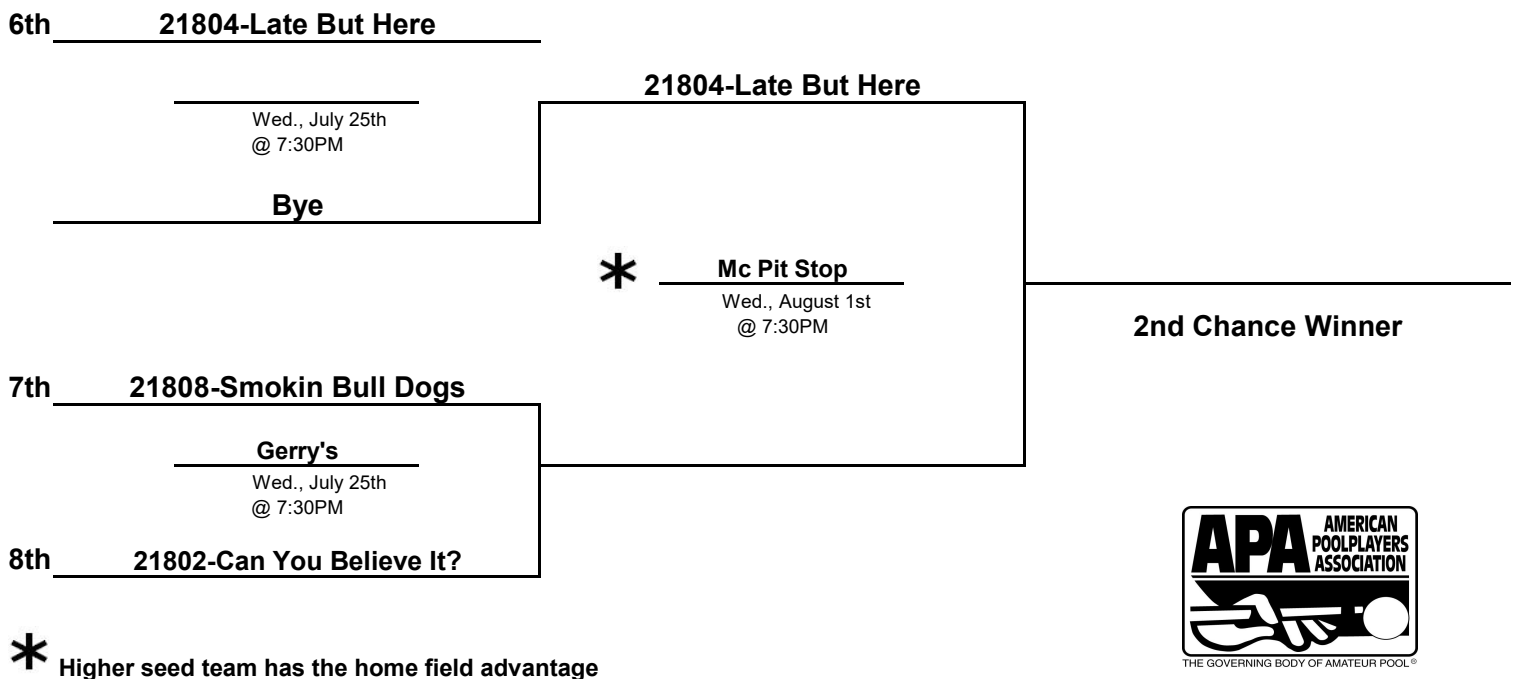 6th 21804-Late But Here
21804-Late But Here
Wed., July 25th
@ 7:30PM
Bye
* Mc Pit Stop
Wed., August 1st
@ 7:30PM
2nd Chance Winner
7th 21808-Smokin Bull Dogs
Gerry's
Wed., July 25th
@ 7:30PM
8th 21802-Can You Believe It?
APA AMERICAN
POOLPLAYERS
ASSOCIATION
THE GOVERNING BODY OF AMATEUR POOL®
* Higher seed team has the home field advantage